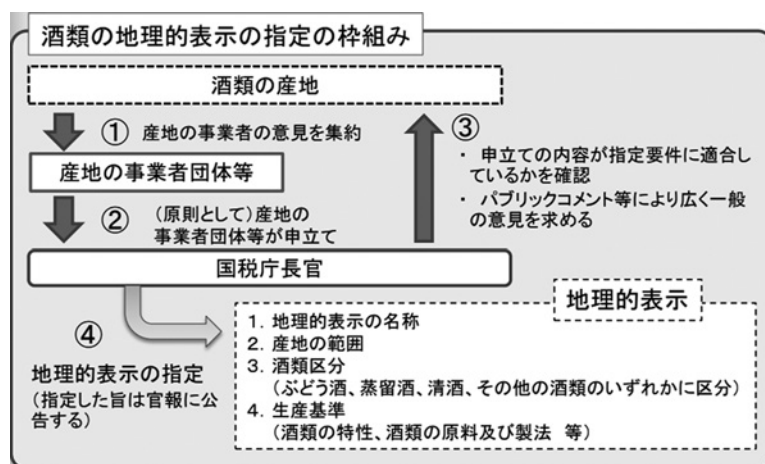 酒類の地理的表示の指定の枠組み
酒類の産地
① 産地の事業者の意見を集約
産地の事業者団体等
② (原則として)産地の
事業者団体等が申立て
③
・ 申立ての内容が指定要件に適合し
ているかを確認
・ パブリックコメント等により広く一般
の意見を求める
国税庁長官
④
地理的表示の指定
(指定した旨は官報に公
告する)
地理的表示
1. 地理的表示の名称
2. 産地の範囲
3. 酒類区分
(ぶどう酒、蒸留酒、清酒、その他の酒類のいずれかに区分)
4. 生産基準
(酒類の特性、酒類の原料及び製法 等)